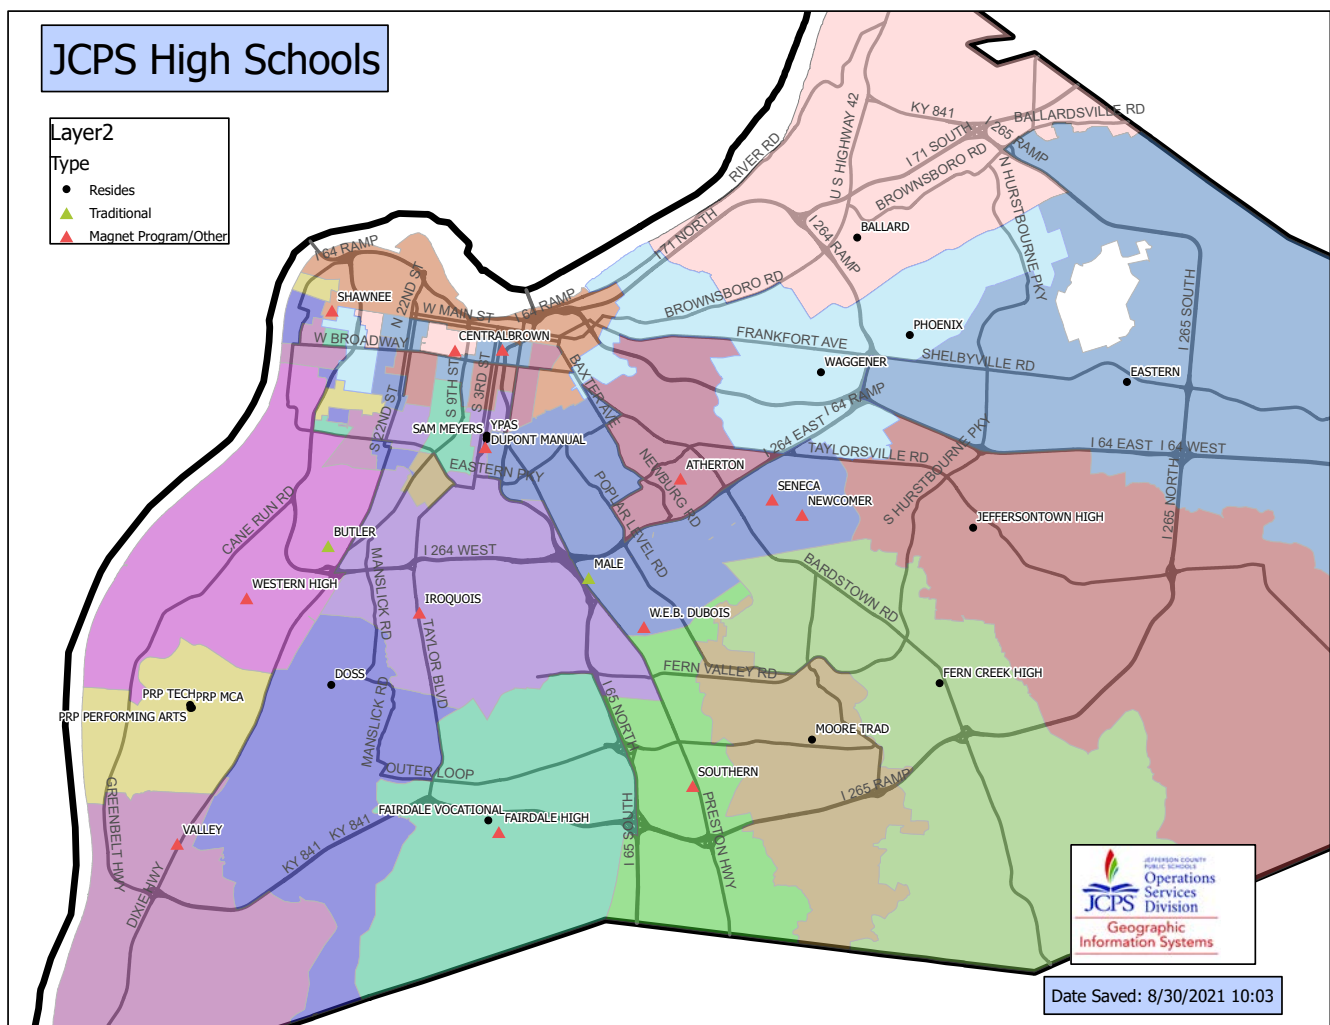 JCPS High Schools
Layer2
Type
Resides
Traditional
Magnet Program/Other
KY 841
BALLARDSVILLE RD
I 265 RAMP
U S HIGHWAY 42
I 71 SOUTH
BROWNSBORO RD
N HURSTBOURNE PKY
RIVER RD
I 71 NORTH
I 264 RAMP
BALLARD
I 64 RAMP
N 22ND ST
SHAWNEE
W MAIN ST
I 64 RAMP
BROWNSBORO RD
I 265 SOUTH
W BROADWAY
CENTRALBROWN
FRANKFORT AVE
PHOENIX
SHELBYVILLE RD
WAGGENER
EASTERN
BAXTER AVE
S 9TH ST
S 3RD ST
S 22ND ST
I 64 RAMP
SAM MEYERS
YPAS
DUPONT MANUAL
I 264 EAST
TAYLORSVILLE RD
S HURSTBOURNE PKY
I 64 EAST
I 64 WEST
EASTERN PKY
NEWBURG RD
ATHERTON
POPLAR LEVEL RD
SENECA
NEWCOMER
JEFFERSONTOWN HIGH
I 265 NORTH
CANE RUN RD
BUTLER
I 264 WEST
MANSLICK RD
MALE
BARDSTOWN RD
WESTERN HIGH
IROQUOIS
W.E.B. DUBOIS
TAYLOR BLVD
DOSS
FERN VALLEY RD
FERN CREEK HIGH
PRP TECH
PRP MCA
PRP PERFORMING ARTS
MANSLICK RD
I 65 NORTH
MOORE TRAD
OUTER LOOP
SOUTHERN
I 265 RAMP
GREENBELT HWY
FAIRDALE VOCATIONAL
FAIRDALE HIGH
PRESTON HWY
VALLEY
KY 841
KY 841
I 65 SOUTH
DIXIE HWY
JEFFERSON COUNTY
PUBLIC SCHOOLS
JCPS
Operations
Services
Division
Geographic
Information Systems
Date Saved: 8/30/2021 10:03